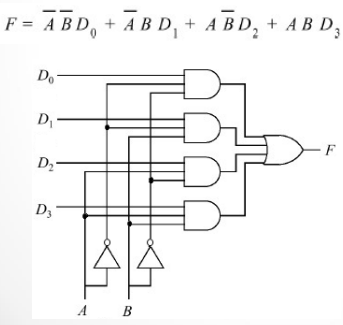 F = A̅ B̅ D₀ + A̅ B D₁ + A B̅ D₂ + A B D₃
D₀
D₁
D₂
D₃
F
A B